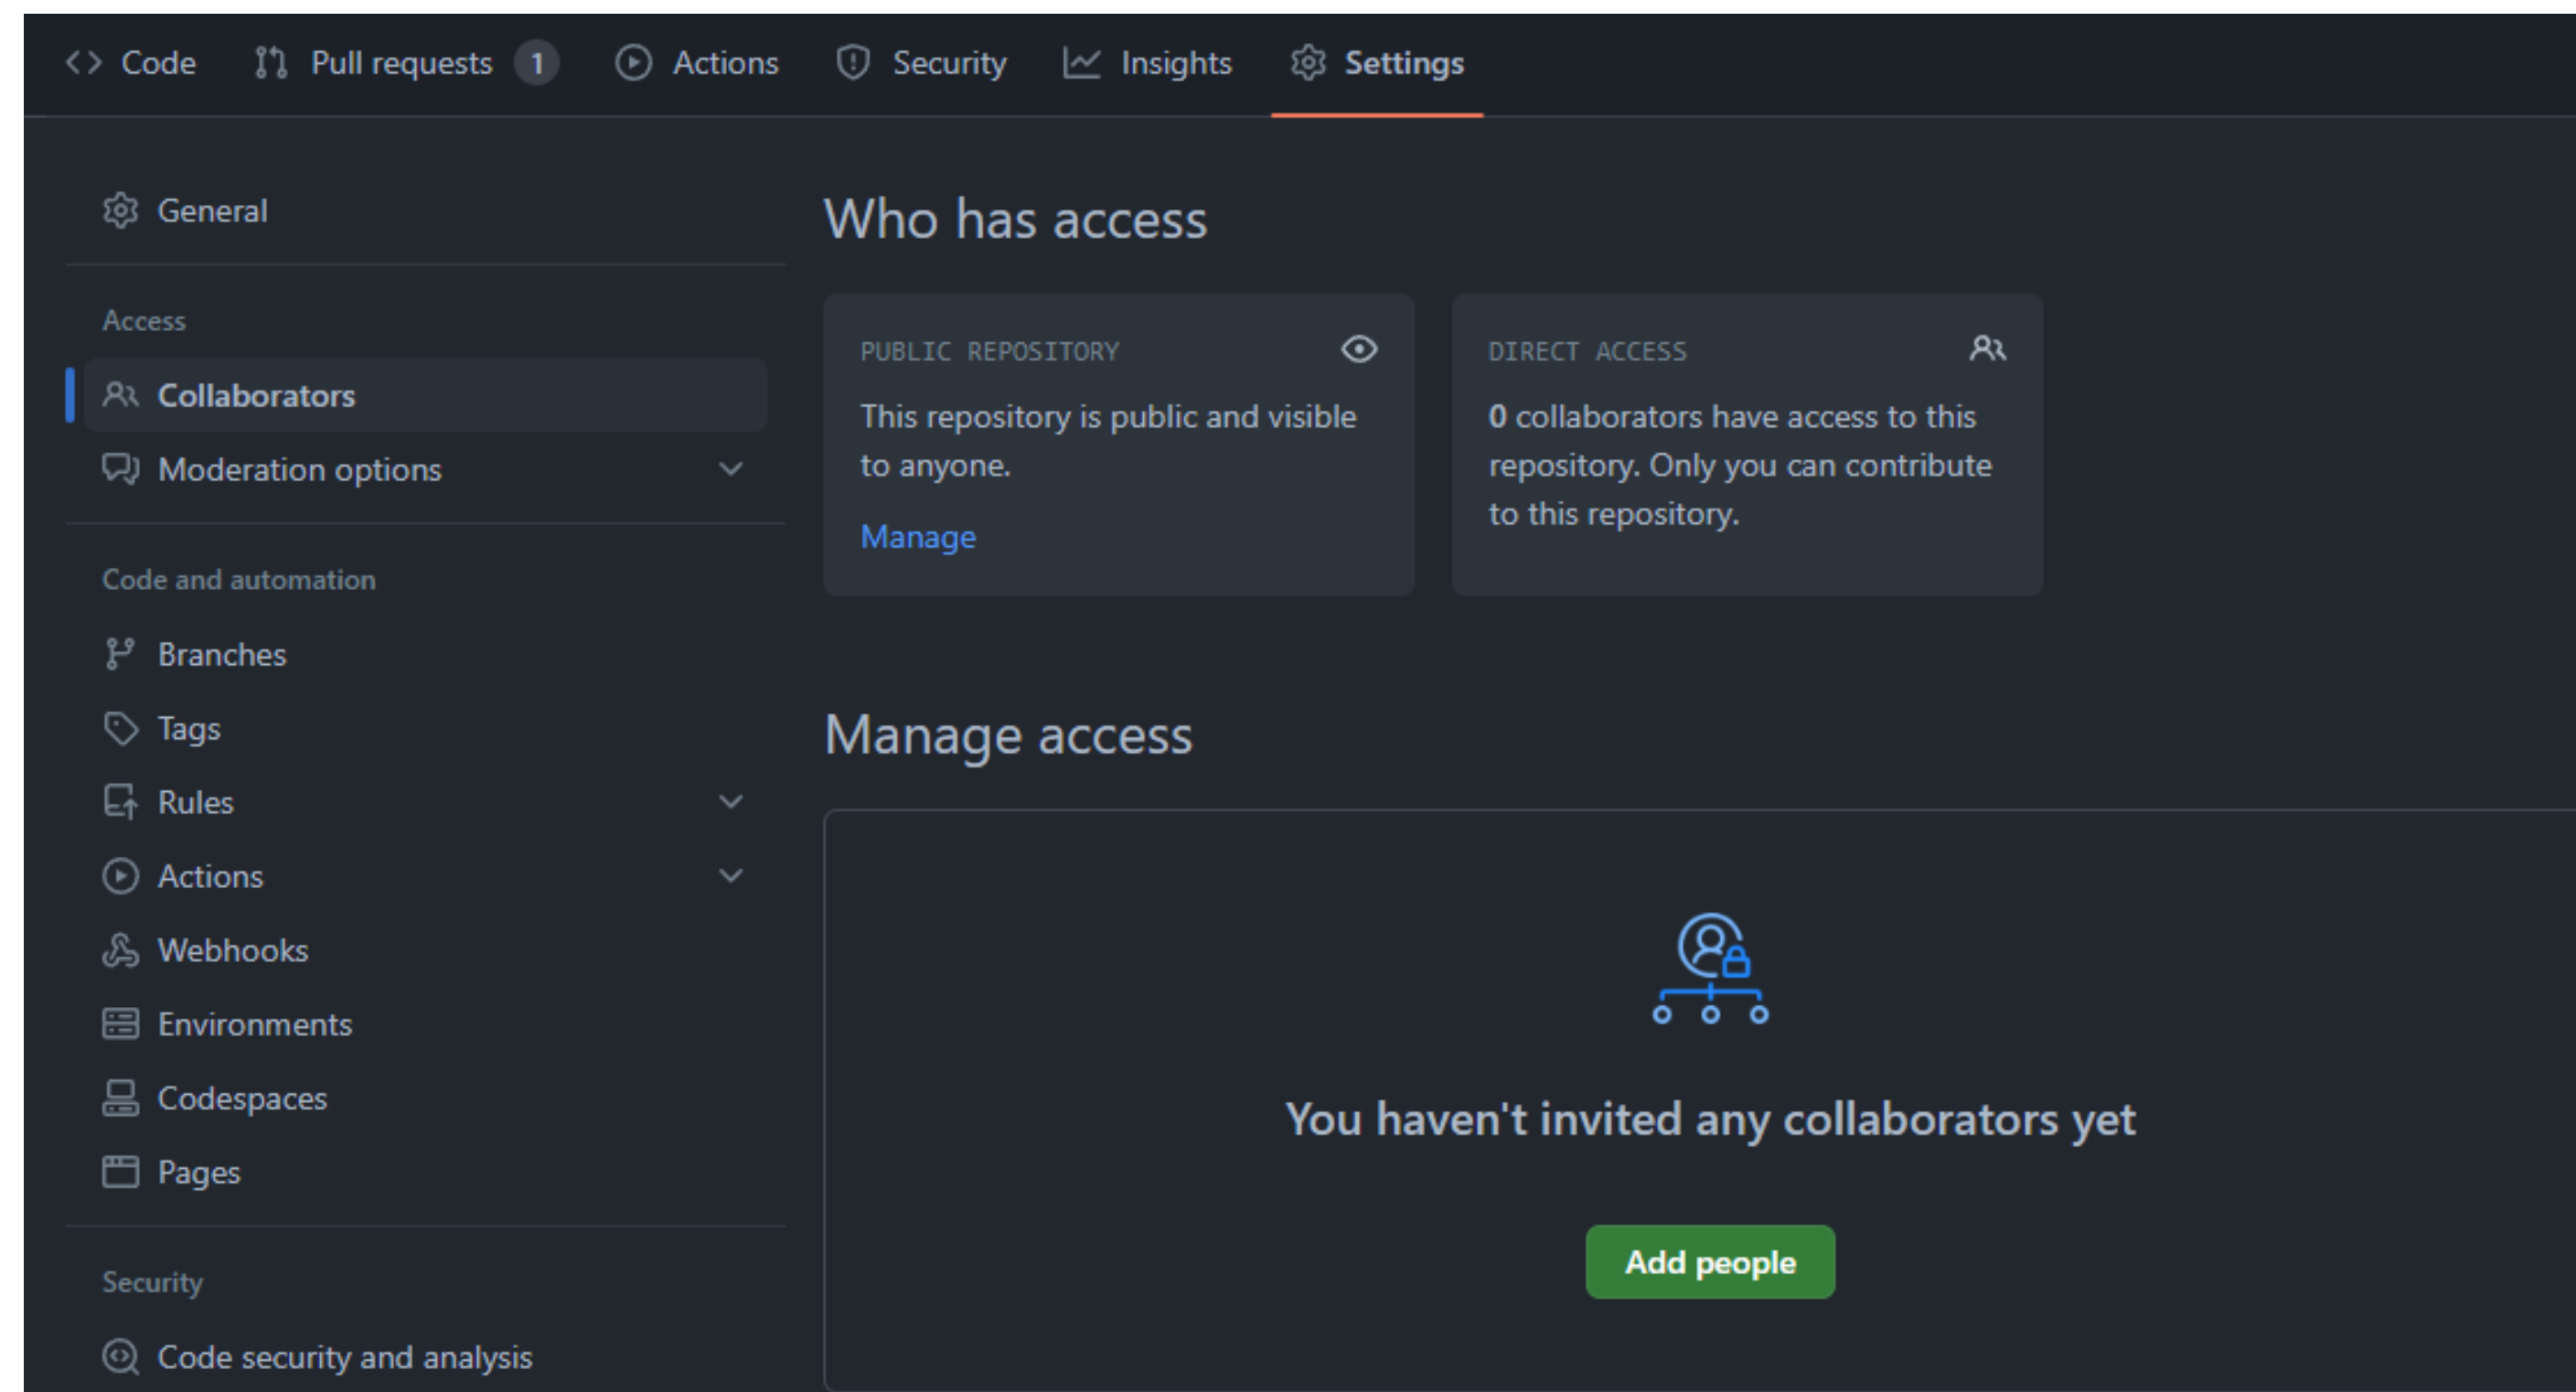 Code Pull requests 1 Actions Security Insights Settings
General
Access
Collaborators
Moderation options
Code and automation
Branches
Tags
Rules
Actions
Webhooks
Environments
Codespaces
Pages
Security
Code security and analysis
Who has access
PUBLIC REPOSITORY
This repository is public and visible
to anyone.
Manage
DIRECT ACCESS
0 collaborators have access to this
repository. Only you can contribute
to this repository.
Manage access
You haven't invited any collaborators yet
Add people